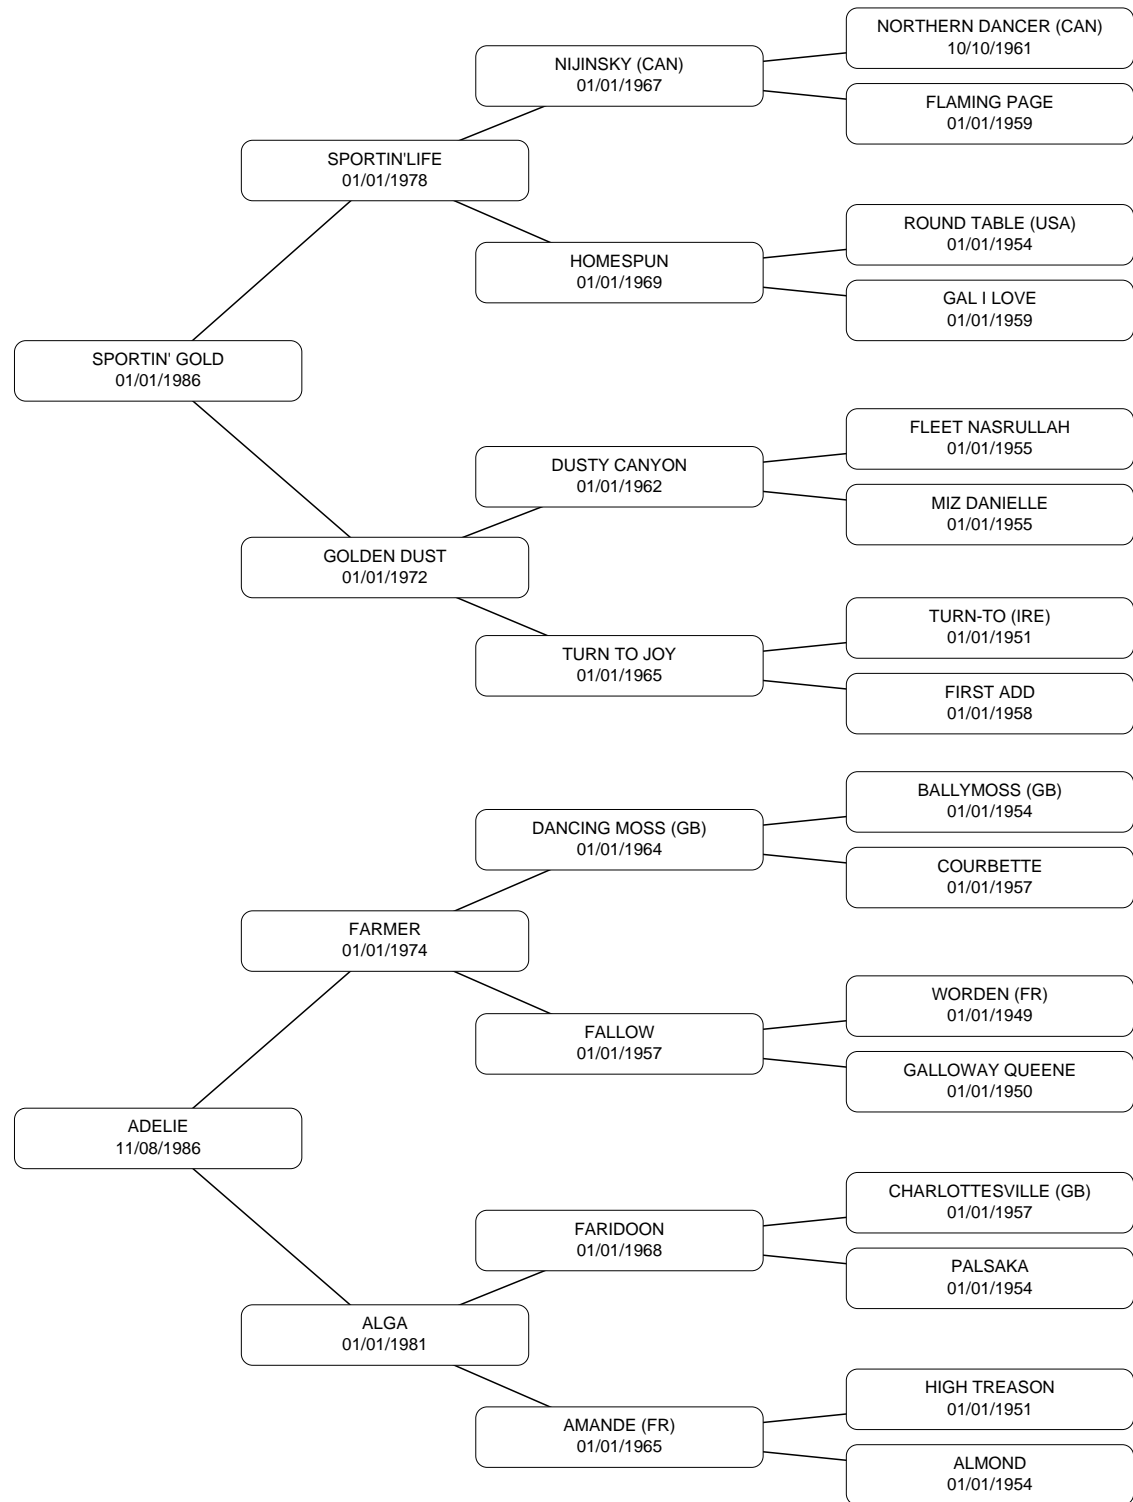 NORTHERN DANCER (CAN)
10/10/1961
NIJINSKY (CAN)
01/01/1967
FLAMING PAGE
01/01/1959
SPORTIN'LIFE
01/01/1978
ROUND TABLE (USA)
01/01/1954
HOMESPUN
01/01/1969
GAL I LOVE
01/01/1959
SPORTIN' GOLD
01/01/1986
FLEET NASRULLAH
01/01/1955
DUSTY CANYON
01/01/1962
MIZ DANIELLE
01/01/1955
GOLDEN DUST
01/01/1972
TURN-TO (IRE)
01/01/1951
TURN TO JOY
01/01/1965
FIRST ADD
01/01/1958
BALLYMOSS (GB)
01/01/1954
DANCING MOSS (GB)
01/01/1964
COURBETTE
01/01/1957
FARMER
01/01/1974
WORDEN (FR)
01/01/1949
FALLOW
01/01/1957
GALLOWAY QUEENE
01/01/1950
ADELIE
11/08/1986
CHARLOTTESVILLE (GB)
01/01/1957
FARIDOON
01/01/1968
PALSAKA
01/01/1954
ALGA
01/01/1981
HIGH TREASON
01/01/1951
AMANDE (FR)
01/01/1965
ALMOND
01/01/1954